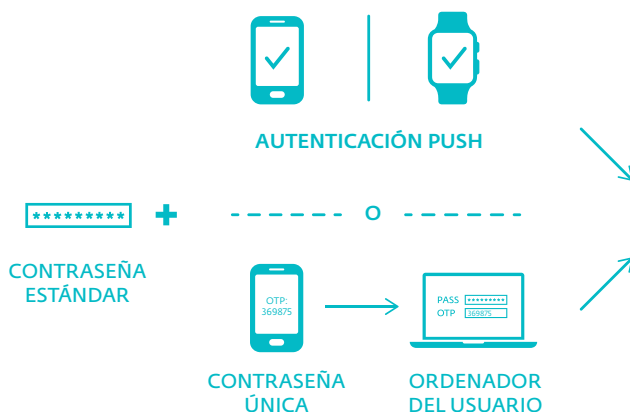 AUTENTICACIÓN PUSH
*********
+
O
CONTRASEÑA
ESTÁNDAR
OTP:
369875
PASS *********
OTP 369875
CONTRASEÑA
ÚNICA
ORDENADOR
DEL USUARIO